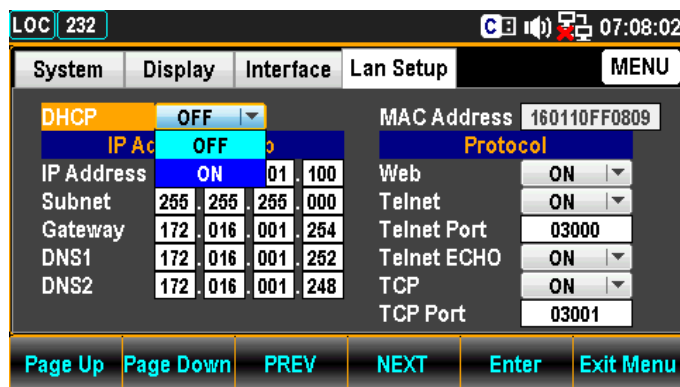 LOC 232 C 07:08:02
System Display Interface Lan Setup MENU
DHCP OFF MAC Address 160110FF0809
IP Ad OFF Protocol
IP Address ON 01 . 100 Web ON
Subnet 255 . 255 . 255 . 000 Telnet ON
Gateway 172 . 016 . 001 . 254 Telnet Port 03000
DNS1 172 . 016 . 001 . 252 Telnet ECHO ON
DNS2 172 . 016 . 001 . 248 TCP ON
TCP Port 03001
Page Up Page Down PREV NEXT Enter Exit Menu